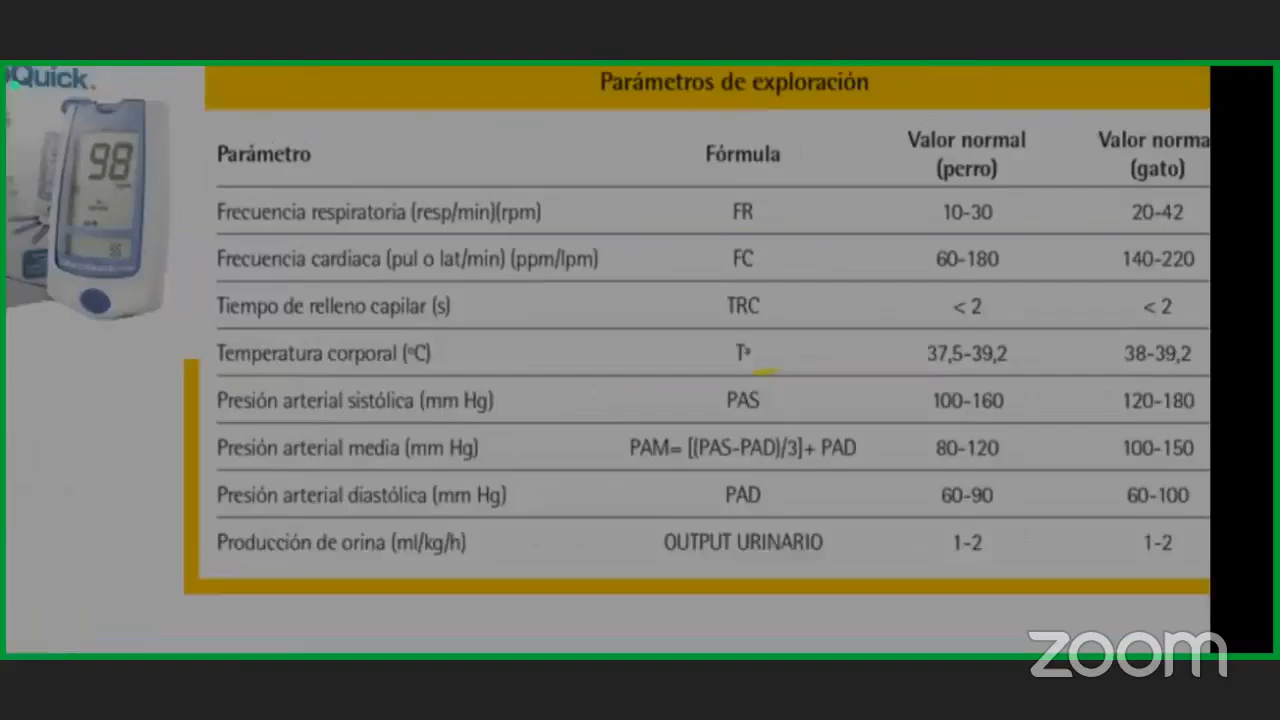 Quick.
98
Parámetros de exploración
Parámetro Fórmula Valor normal (perro) Valor norma (gato)
Frecuencia respiratoria (resp/min)(rpm) FR 10-30 20-42
Frecuencia cardiaca (pul o lat/min) (ppm/lpm) FC 60-180 140-220
Tiempo de relleno capilar (s) TRC < 2 < 2
Temperatura corporal (ºC) Tª 37,5-39,2 38-39,2
Presión arterial sistólica (mm Hg) PAS 100-160 120-180
Presión arterial media (mm Hg) PAM= [(PAS-PAD)/3]+ PAD 80-120 100-150
Presión arterial diastólica (mm Hg) PAD 60-90 60-100
Producción de orina (ml/kg/h) OUTPUT URINARIO 1-2 1-2
zoom